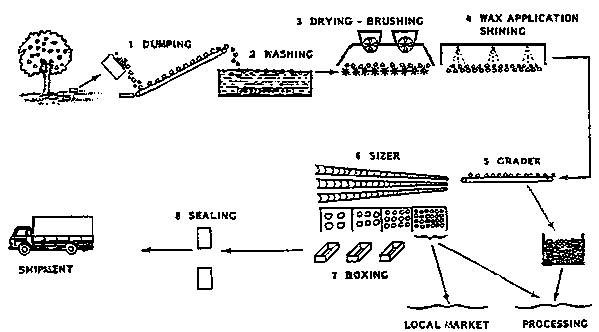 1 DUMPING
2 WASHING
3 DRYING - BRUSHING
4 WAX APPLICATION
SHINING
5 GRADER
6 SIZER
7 BOXING
8 SEALING
SHIPMENT
LOCAL MARKET
PROCESSING